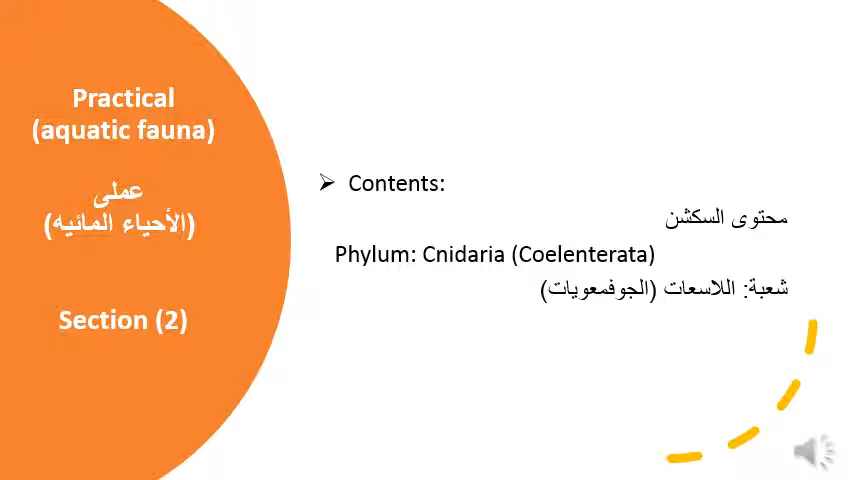 Practical
(aquatic fauna)
عملى
(الأحياء المائيه)
Section (2)
➢ Contents:
محتوى السكشن
Phylum: Cnidaria (Coelenterata)
شعبة: اللاسعات (الجوفمعويات)